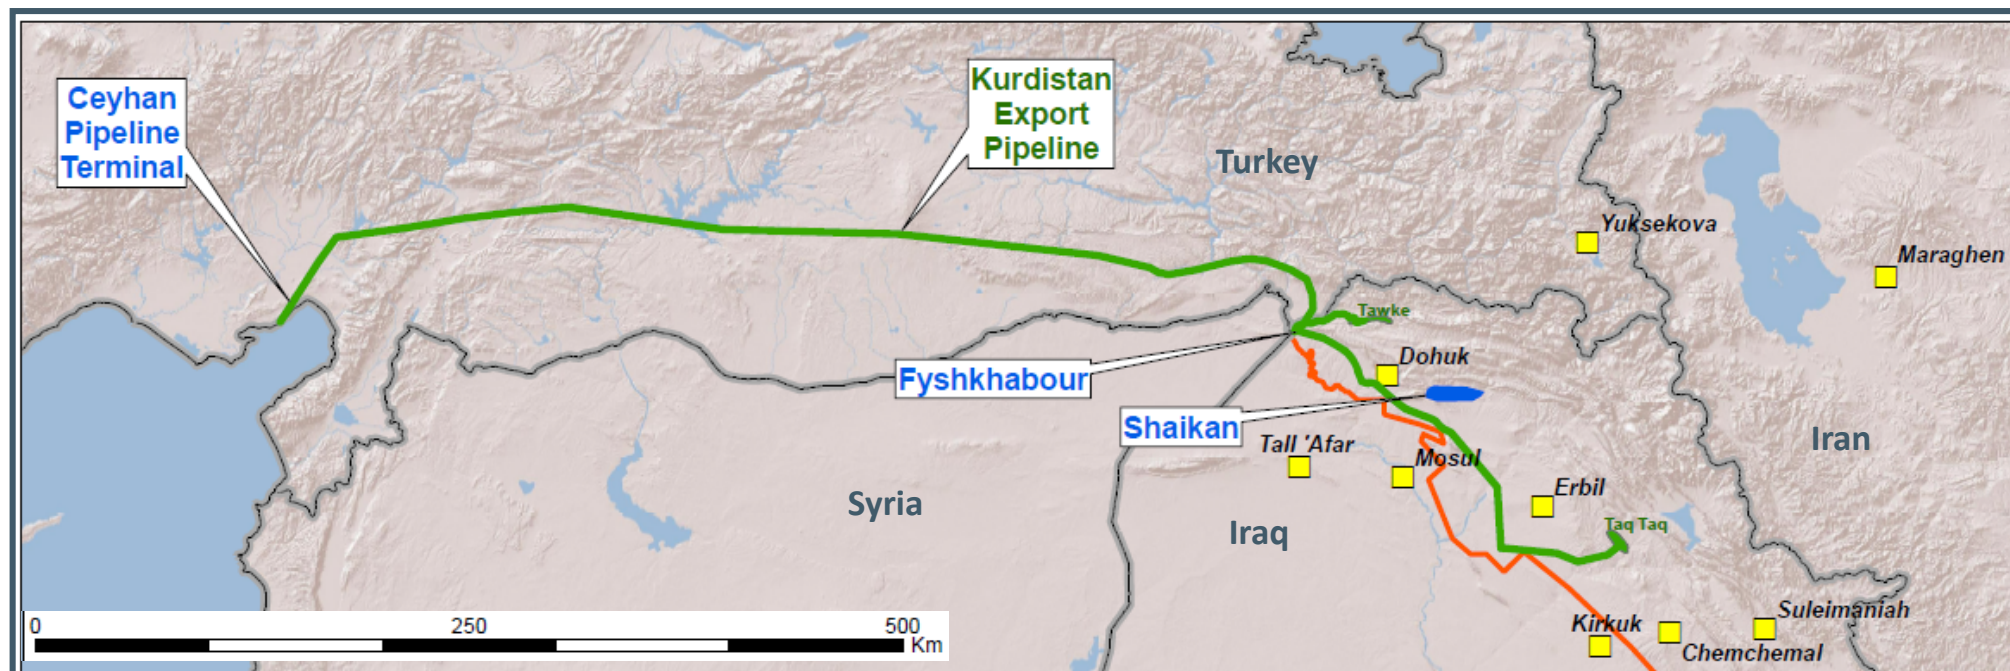 Ceyhan
Pipeline
Terminal
Kurdistan
Export
Pipeline
Turkey
Yuksekova
Maraghen
Tawke
Dohuk
Fyshkhabour
Shaikan
Tall 'Afar
Mosul
Iran
Syria
Erbil
Iraq
Taq Taq
Suleimaniah
Kirkuk
Chemchemal
0 250 500
Km